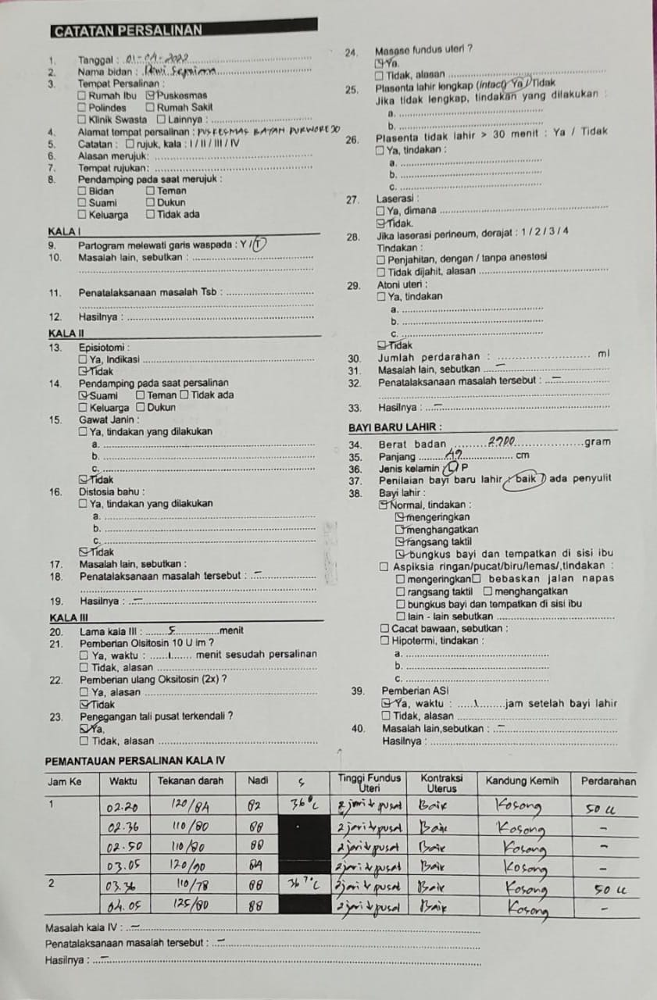 CATATAN PERSALINAN
1. Tanggal : 01-04-2022
2. Nama bidan : Dewi
3. Tempat Persalinan :
Rumah Ibu Puskosmas
Polindes Rumah Sakit
Klinik Swasta Lainnya :
4. Alamat tempat persalinan : PUSKESMAS BAYAN PURWOREJO
5. Catatan : rujuk, kala : I / II / III / IV
6. Alasan merujuk:
7. Tempat rujukan :
8. Pendamping pada saat merujuk :
Bidan Teman
Suami Dukun
Keluarga Tidak ada
KALA I
9. Partogram melewati garis waspada : Y / T
10. Masalah lain, sebutkan :
11. Penatalaksanaan masalah Tsb :
12. Hasilnya :
KALA II
13. Episiotomi :
Ya, Indikasi
Tidak
14. Pendamping pada saat persalinan
Suami Teman Tidak ada
Keluarga Dukun
15. Gawat Janin :
Ya, tindakan yang dilakukan
a.
b.
c.
Tidak
16. Distosia bahu :
Ya, tindakan yang dilakukan
a.
b.
c.
Tidak
17. Masalah lain, sebutkan :
18. Penatalaksanaan masalah tersebut : –
19. Hasilnya : –
KALA III
20. Lama kala III : 5 menit
21. Pemberian Olsitosin 10 U im ?
Ya, waktu : 1 menit sesudah persalinan
Tidak, alasan
22. Pemberian ulang Oksitosin (2x) ?
Ya, alasan
Tidak
23. Penegangan tali pusat terkendali ?
Ya,
Tidak, alasan
24. Masase fundus uteri ?
Ya.
Tidak, alasan
25. Plasenta lahir lengkap (intact) Ya / Tidak
Jika tidak lengkap, tindakan yang dilakukan :
a.
b.
26. Plasenta tidak lahir > 30 menit : Ya / Tidak
Ya, tindakan :
a.
b.
c.
27. Laserasi :
Ya, dimana
Tidak.
28. Jika laserasi perineum, derajat : 1 / 2 / 3 / 4
Tindakan :
Penjahitan, dengan / tanpa anestesi
Tidak dijahit, alasan
29. Atoni uteri :
Ya, tindakan
a.
b.
c.
Tidak
30. Jumlah perdarahan : ml
31. Masalah lain, sebutkan –
32. Penatalaksanaan masalah tersebut : –
33. Hasilnya : –
BAYI BARU LAHIR :
34. Berat badan 2700 gram
35. Panjang 49 cm
36. Jenis kelamin L / P
37. Penilaian bayi baru lahir : baik / ada penyulit
38. Bayi lahir :
Normal, tindakan :
mengeringkan
menghangatkan
rangsang taktil
bungkus bayi dan tempatkan di sisi ibu
Aspiksia ringan/pucat/biru/lemas/,tindakan :
mengeringkan bebaskan jalan napas
rangsang taktil menghangatkan
bungkus bayi dan tempatkan di sisi ibu
lain - lain sebutkan
Cacat bawaan, sebutkan :
Hipotermi, tindakan :
a.
b.
c.
39. Pemberian ASI
Ya, waktu : 1 jam setelah bayi lahir
Tidak, alasan
40. Masalah lain,sebutkan : –
Hasilnya :
PEMANTAUAN PERSALINAN KALA IV
Jam Ke Waktu Tekanan darah Nadi S Tinggi Fundus Uteri Kontraksi Uterus Kandung Kemih Perdarahan
1 02.20 120/84 82 36°C 2 jari ↓ pusat Baik Kosong 50 cc
02.36 110/80 88 2 jari ↓ pusat Baik Kosong –
02.50 110/80 80 2 jari ↓ pusat Baik Kosong –
03.05 120/90 84 2 jari ↓ pusat Baik Kosong –
2 03.36 110/78 88 36⁷°C 2 jari ↓ pusat Baik Kosong 50 cc
04.05 125/80 88 2 jari ↓ pusat Baik Kosong –
Masalah kala IV : –
Penatalaksanaan masalah tersebut : –
Hasilnya : –